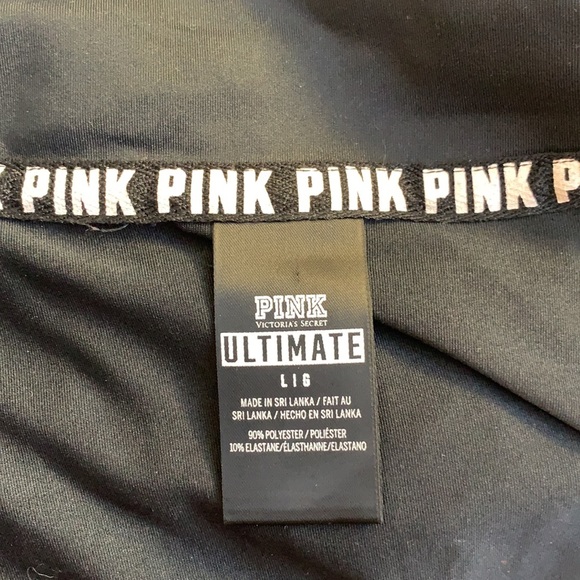 PINK PINK PINK PINK P
PINK
VICTORIA'S SECRET
ULTIMATE
L | G
MADE IN SRI LANKA / FAIT AU
SRI LANKA / HECHO EN SRI LANKA
90% POLYESTER / POLIÉSTER
10% ELASTANE/ÉLASTHANNE/ELASTANO